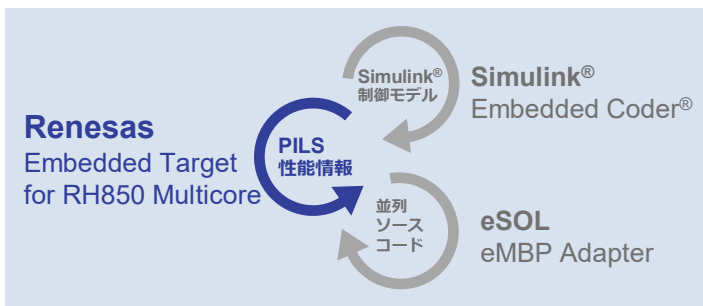 Simulink®
制御モデル
Simulink®
Embedded Coder®
Renesas
Embedded Target
for RH850 Multicore
PILS
性能情報
並列
ソース
コード
eSOL
eMBP Adapter